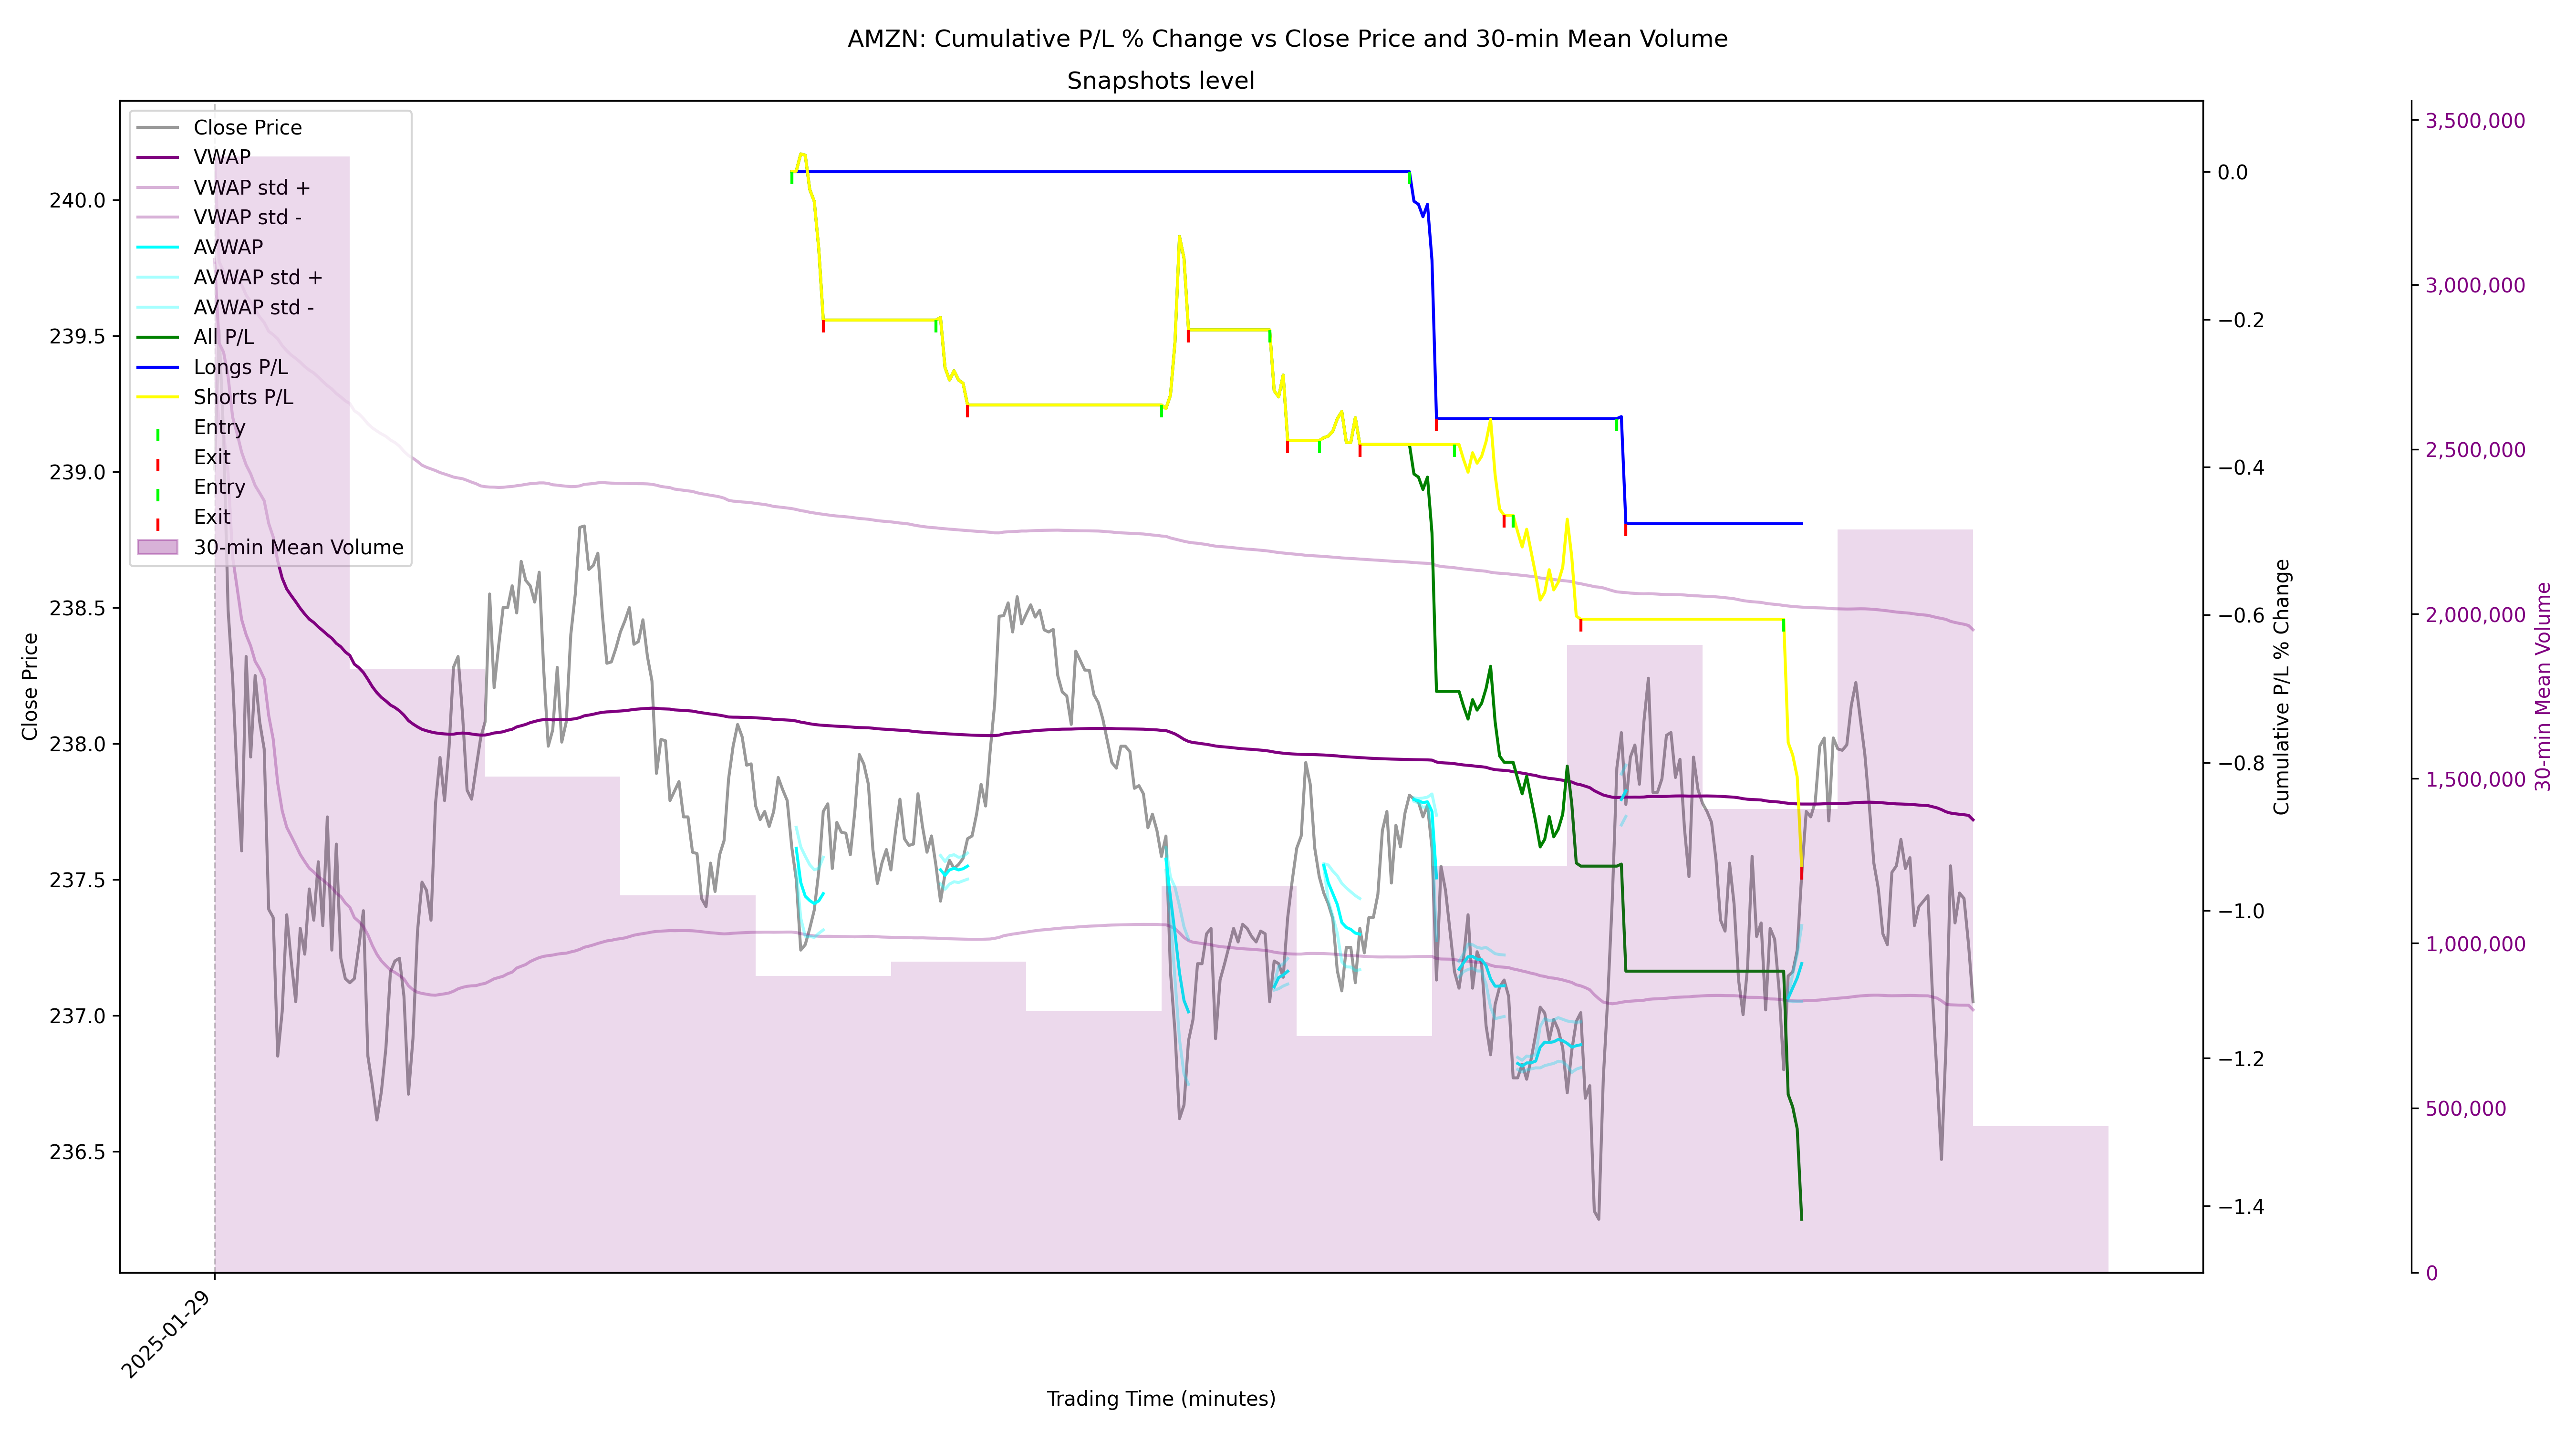 AMZN: Cumulative P/L % Change vs Close Price and 30-min Mean Volume
Snapshots level
Close Price
VWAP
VWAP std +
VWAP std -
AVWAP
AVWAP std +
AVWAP std -
All P/L
Longs P/L
Shorts P/L
Entry
Exit
Entry
Exit
30-min Mean Volume
Close Price
240.0
239.5
239.0
238.5
238.0
237.5
237.0
236.5
0.0
−0.2
−0.4
−0.6
−0.8
−1.0
−1.2
−1.4
Cumulative P/L % Change
3,500,000
3,000,000
2,500,000
2,000,000
1,500,000
1,000,000
500,000
0
30-min Mean Volume
2025-01-29
Trading Time (minutes)